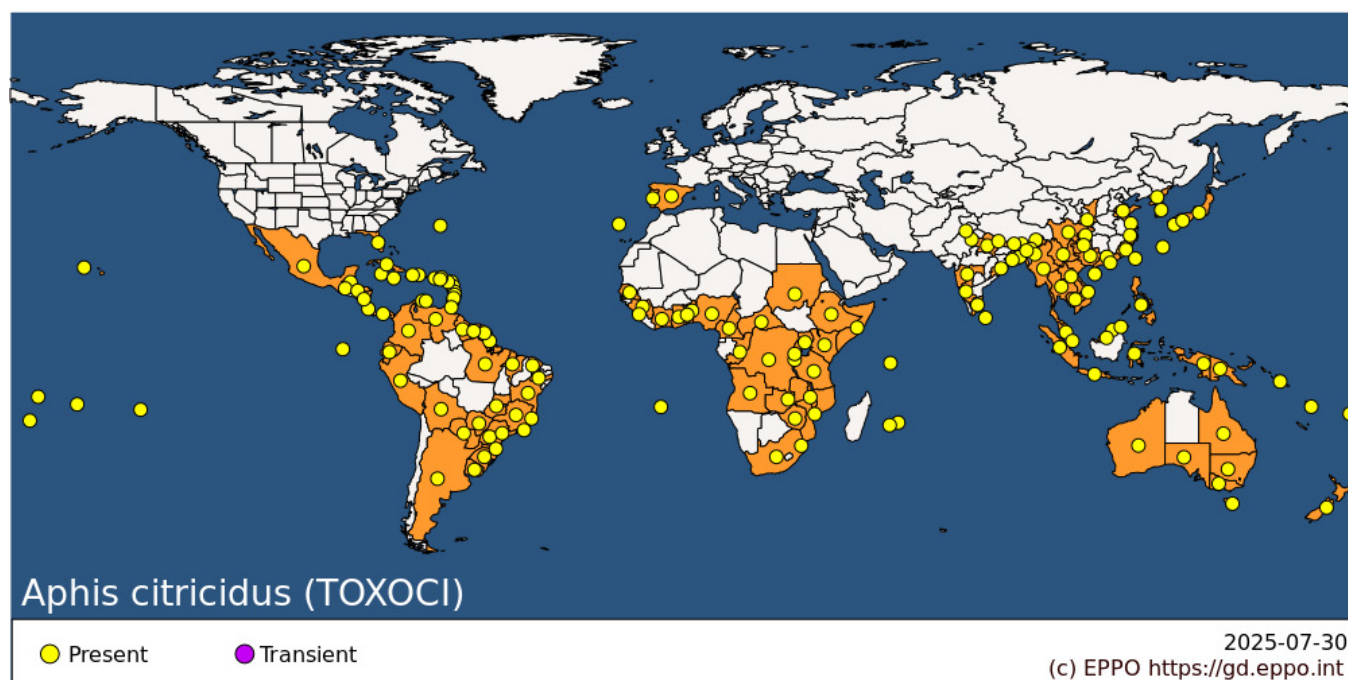 Aphis citricidus (TOXOCI)
Present
Transient
2025-07-30
(c) EPPO https://gd.eppo.int